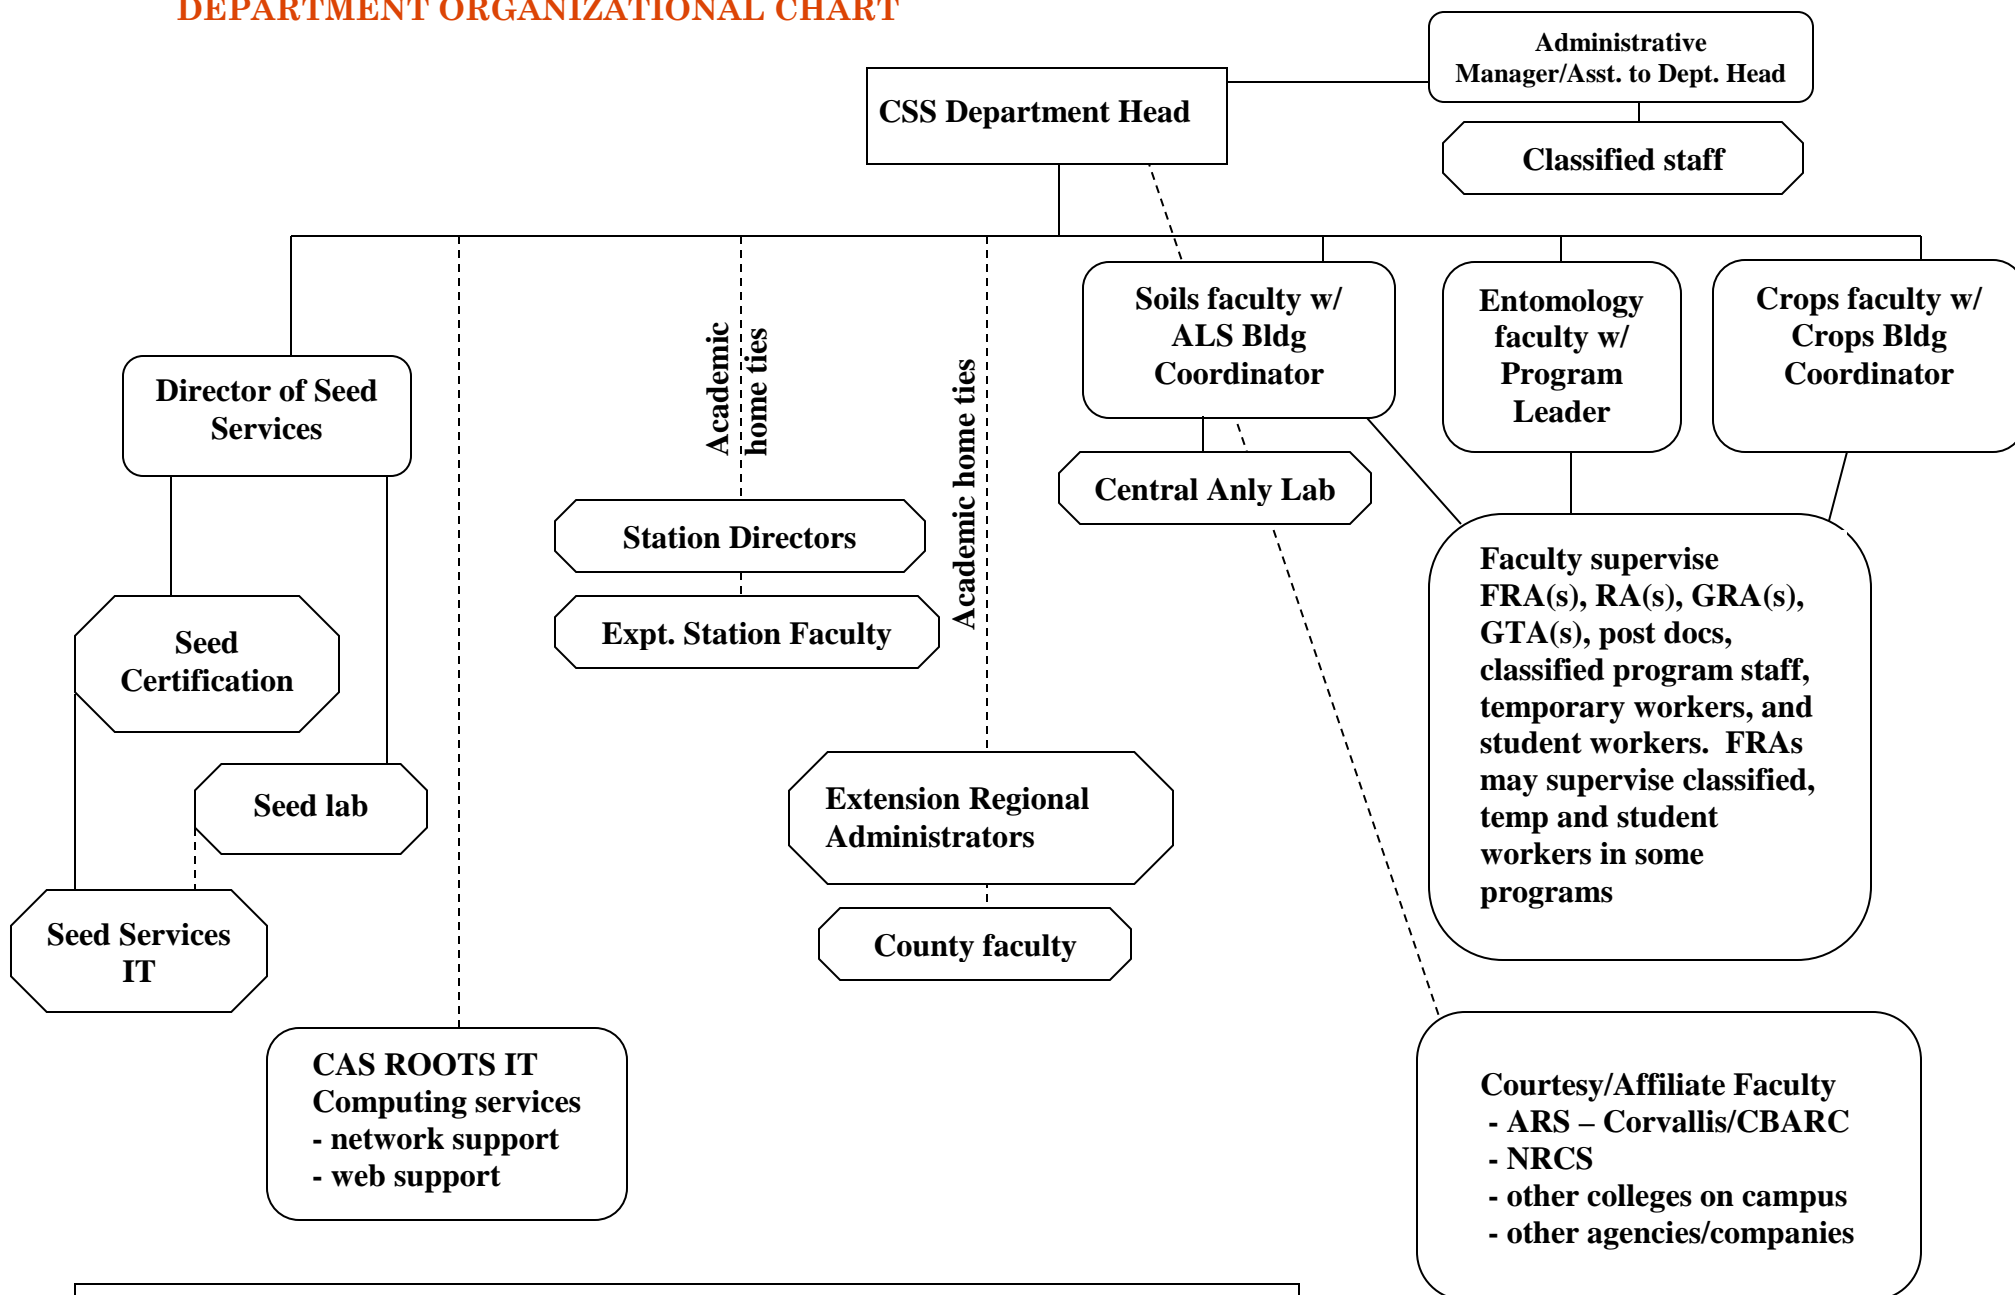 DEPARTMENT ORGANIZATIONAL CHART
Administrative
Manager/Asst. to Dept. Head
CSS Department Head
Classified staff
Soils faculty w/
ALS Bldg
Coordinator
Entomology
faculty w/
Program
Leader
Crops faculty w/
Crops Bldg
Coordinator
Director of Seed
Services
Academic
home ties
Academic home ties
Central Anly Lab
Station Directors
Expt. Station Faculty
Faculty supervise
FRA(s), RA(s), GRA(s),
GTA(s), post docs,
classified program staff,
temporary workers, and
student workers.  FRAs
may supervise classified,
temp and student
workers in some
programs
Seed
Certification
Seed lab
Extension Regional
Administrators
Seed Services
IT
County faculty
CAS ROOTS IT
Computing services
- network support
- web support
Courtesy/Affiliate Faculty
- ARS – Corvallis/CBARC
- NRCS
- other colleges on campus
- other agencies/companies